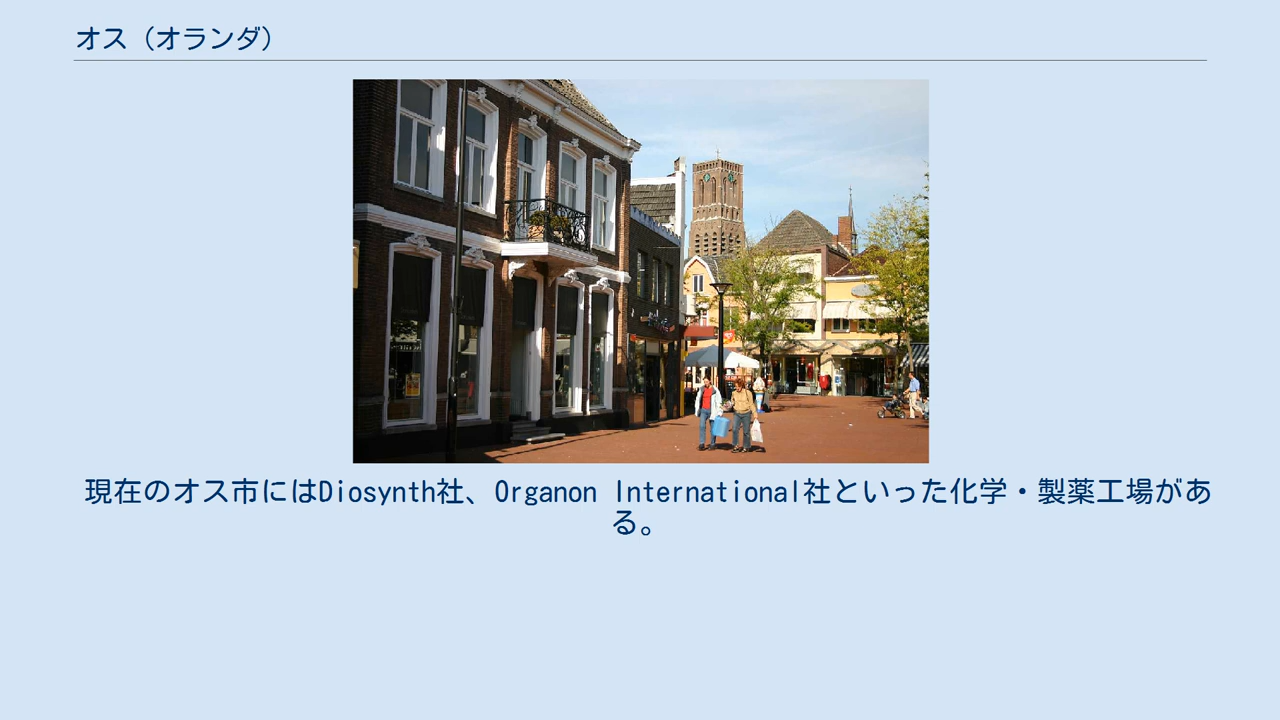 オス（オランダ）
現在のオス市にはDiosynth社、Organon International社といった化学・製薬工場があ
る。